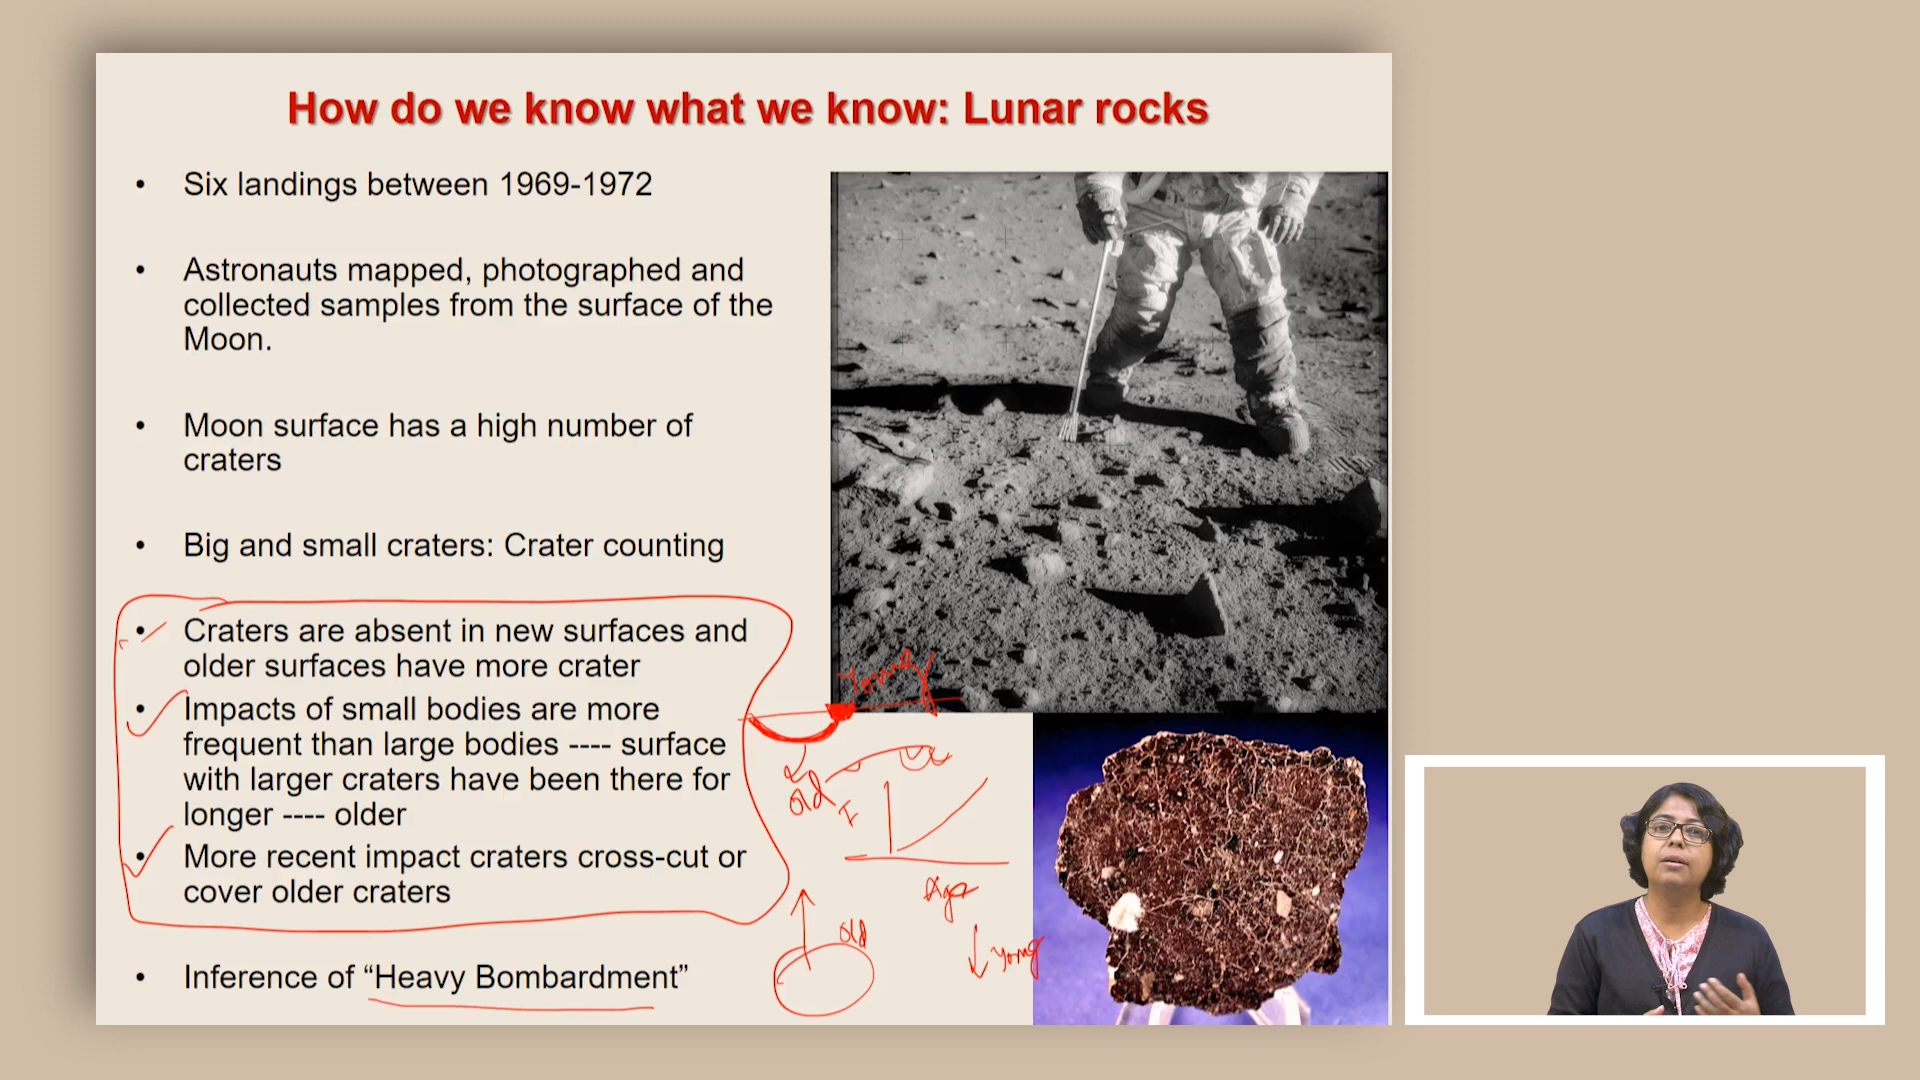 How do we know what we know: Lunar rocks
• Six landings between 1969-1972
• Astronauts mapped, photographed and
collected samples from the surface of the
Moon.
• Moon surface has a high number of
craters
• Big and small craters: Crater counting
• Craters are absent in new surfaces and
older surfaces have more crater
• Impacts of small bodies are more
frequent than large bodies ---- surface
with larger craters have been there for
longer ---- older
• More recent impact craters cross-cut or
cover older craters
• Inference of “Heavy Bombardment”
Young
old
I
Age
Old
Young